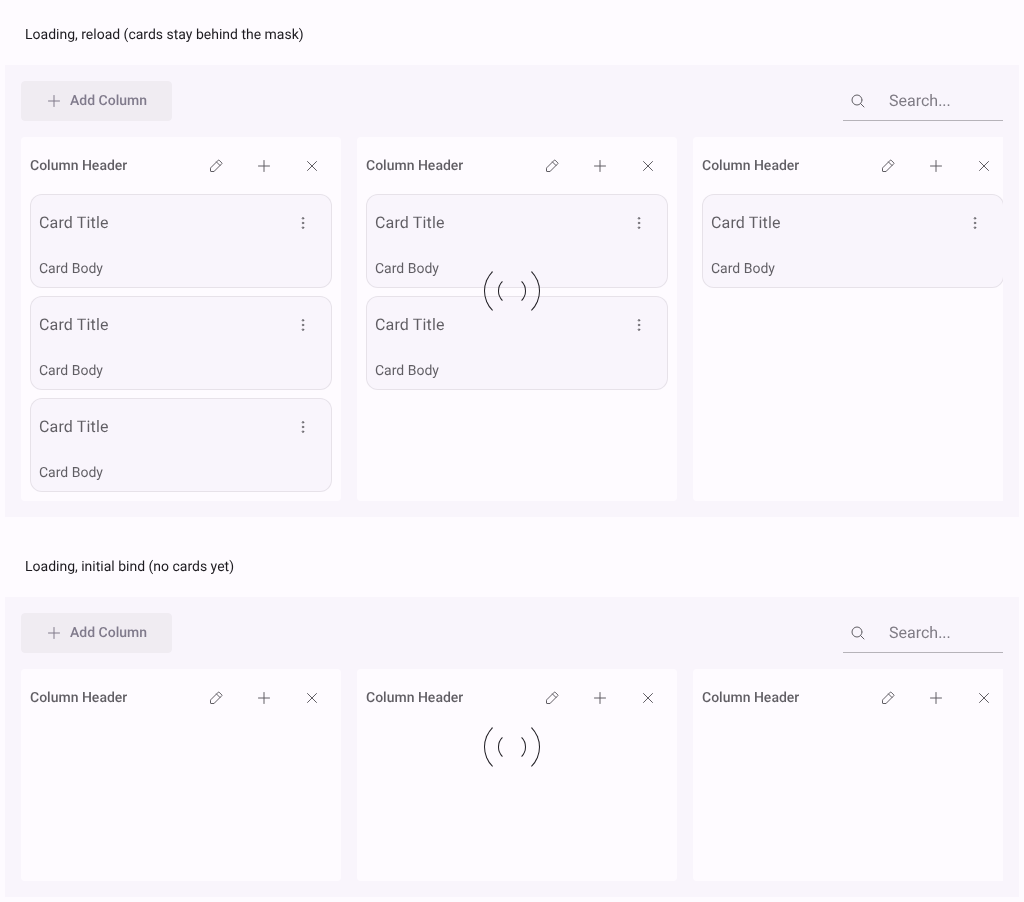 Loading, reload (cards stay behind the mask)
Add Column
Search...
Column Header
Column Header
Column Header
Card Title
Card Title
Card Title
Card Body
Card Body
Card Body
Card Title
Card Title
Card Body
Card Body
Card Title
Card Body
Loading, initial bind (no cards yet)
Add Column
Search...
Column Header
Column Header
Column Header